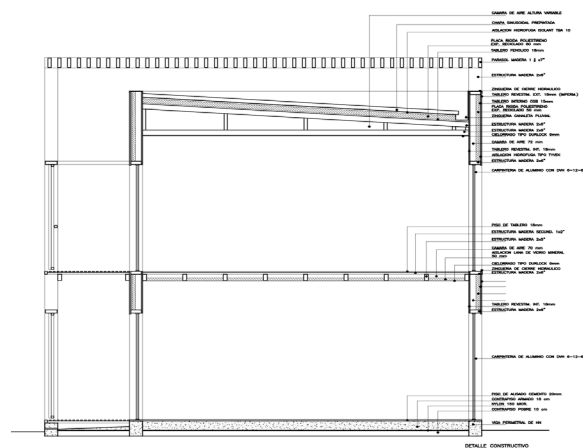 CAMARA DE AIRE ALTURA VARIABLE
CHAPA SINUSOIDAL PREPINTADA
AISLACION HIDROFUGA ISOLANT TBA 10
PLACA RIGIDA POLIESTIRENO
EXP. RECICLADO 50 mm
TABLERO FENOLICO 18mm
PARASOL MADERA 1 ½ x7"
ESTRUCTURA MADERA 2x6"
ZINGUERIA DE CIERRE HIDRAULICO
TABLERO REVESTIM. EXT. 18mm (IMPERM.)
TABLERO INTERNO OSB 15mm
PLACA RIGIDA POLIESTIRENO
EXP. RECICLADO 50 mm
ZINGUERIA CANALETA PLUVIAL
ESTRUCTURA MADERA 2x6"
ESTRUCTURA MADERA 2x6"
CIELORRASO TIPO DURLOCK 9mm
CAMARA DE AIRE 72 mm
TABLERO REVESTIM. INT. 18mm
AISLACION HIDROFUGA TIPO TYVEK
ESTRUCTURA MADERA 2x6"
CARPINTERIA DE ALUMINIO CON DVH 6-12-6
PISO DE TABLERO 18mm
ESTRUCTURA MADERA SECUND. 1x2"
ESTRUCTURA MADERA 2x6"
CAMARA DE AIRE 70 mm
AISLACION LANA DE VIDRIO MINERAL
50 mm
CIELORRASO TIPO DURLOCK 9mm
ZINGUERIA DE CIERRE HIDRAULICO
ESTRUCTURA MADERA 2x6"
TABLERO REVESTIM. INT. 18mm
ESTRUCTURA MADERA 2x6"
CARPINTERIA DE ALUMINIO CON DVH 6-12-6
PISO DE ALISADO CEMENTO 20mm
CONTRAPISO ARMADO 15 cm
NYLON 150 MICR.
CONTRAPISO POBRE 10 cm
VIGA PERIMETRAL DE HA
DETALLE CONSTRUCTIVO